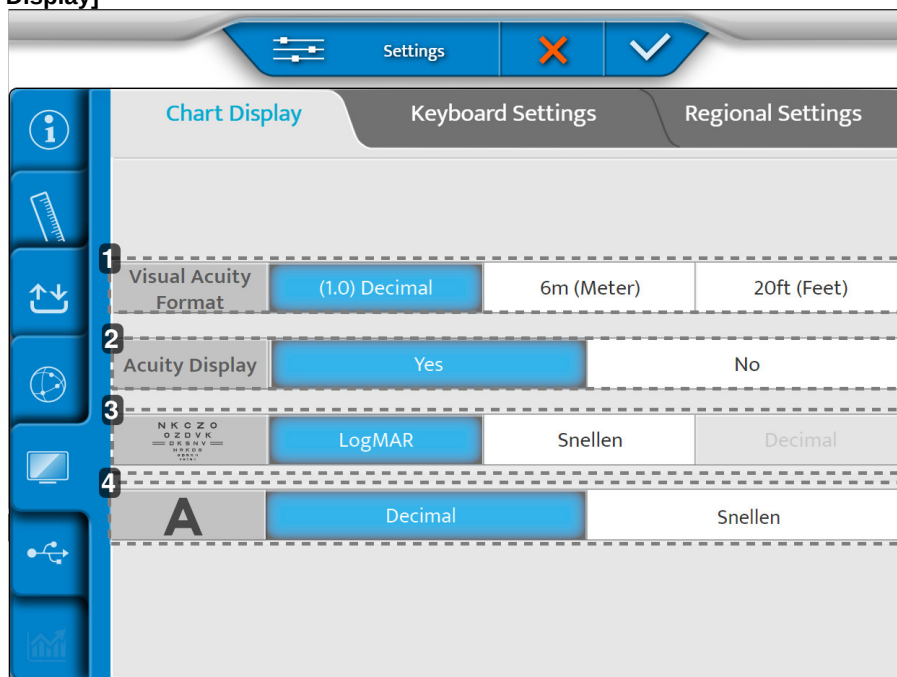 Display]
Settings
Chart Display Keyboard Settings Regional Settings
1
Visual Acuity Format (1.0) Decimal 6m (Meter) 20ft (Feet)
2
Acuity Display Yes No
3
N K C Z O
O Z D V K
LogMAR Snellen Decimal
4
A Decimal Snellen